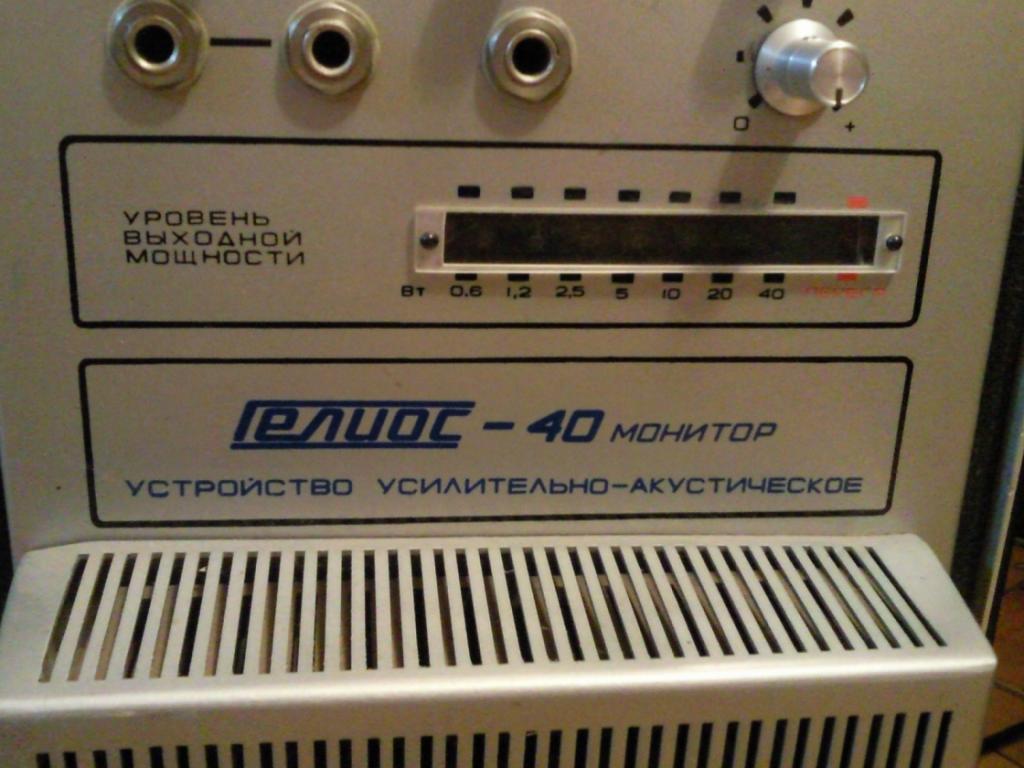 О +
УРОВЕНЬ
ВЫХОДНОЙ
МОЩНОСТИ
Вт 0,6 1,2 2,5 5 10 20 40
ГЕЛИОС - 40 МОНИТОР
УСТРОЙСТВО УСИЛИТЕЛЬНО-АКУСТИЧЕСКОЕ